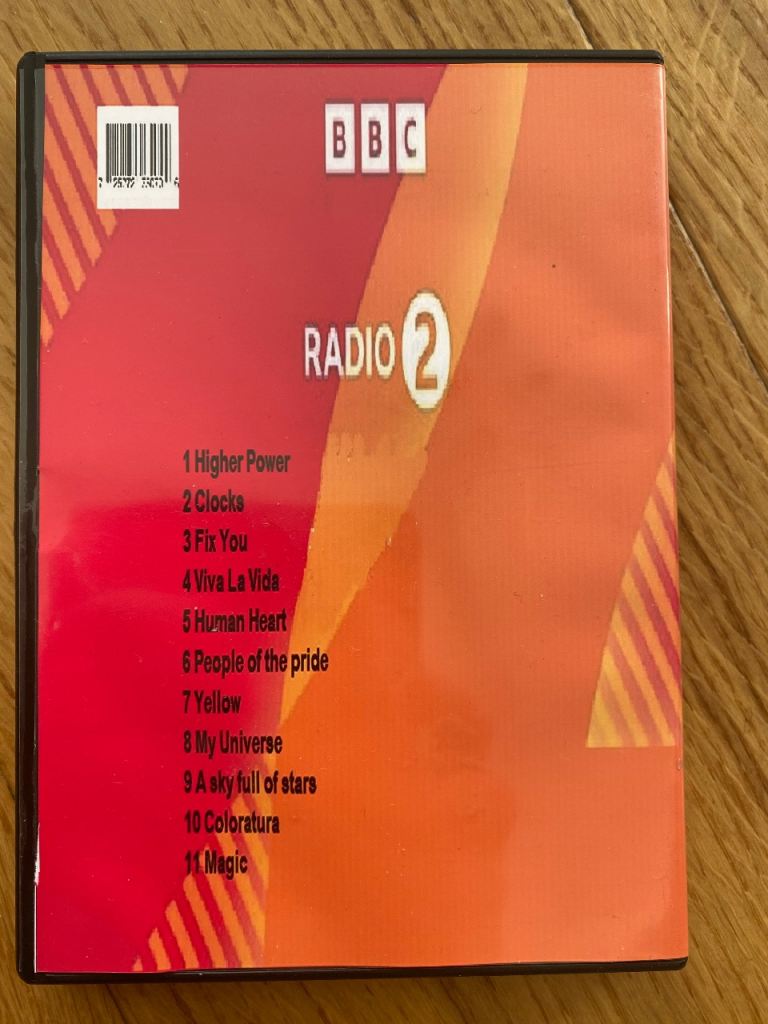 BBC
RADIO 2
1 Higher Power
2 Clocks
3 Fix You
4 Viva La Vida
5 Human Heart
6 People of the pride
7 Yellow
8 My Universe
9 A sky full of stars
10 Coloratura
11 Magic